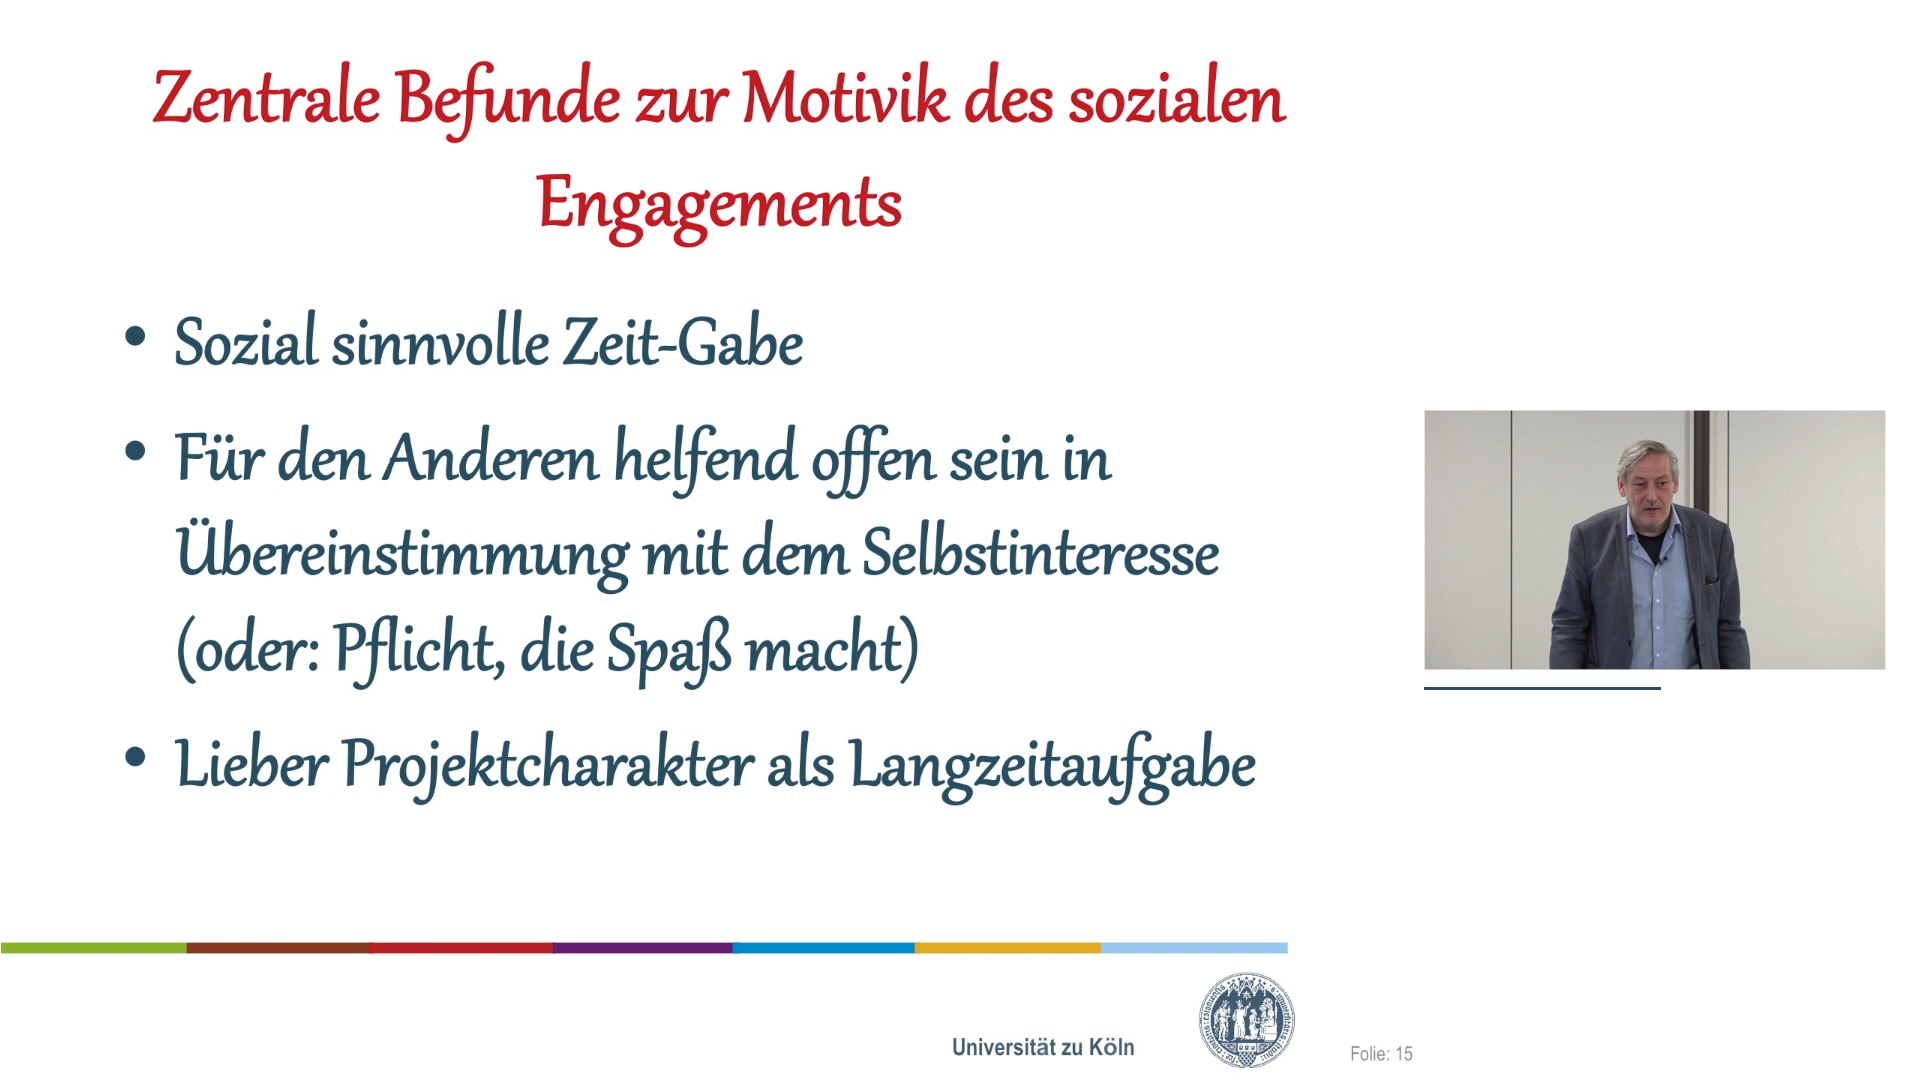 Zentrale Befunde zur Motivik des sozialen
Engagements
• Sozial sinnvolle Zeit-Gabe
• Für den Anderen helfend offen sein in
Übereinstimmung mit dem Selbstinteresse
(oder: Pflicht, die Spaß macht)
• Lieber Projektcharakter als Langzeitaufgabe
Universität zu Köln
Folie: 15